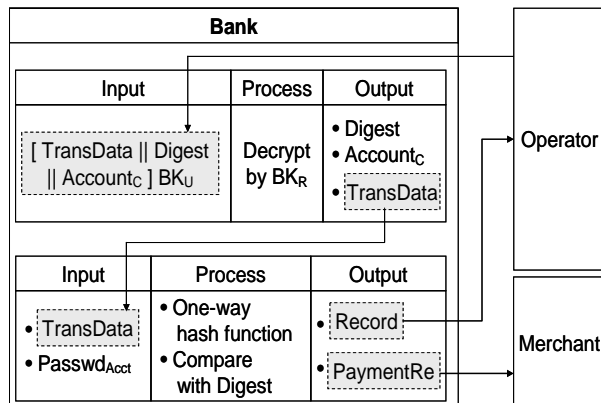 Bank
Input
Process
Output
[ TransData || Digest
|| AccountC ] BKU
Decrypt
by BKR
• Digest
• AccountC
• TransData
Operator
Input
Process
Output
• TransData
• PasswdAcct
• One-way
hash function
• Compare
with Digest
• Record
• PaymentRe
Merchant